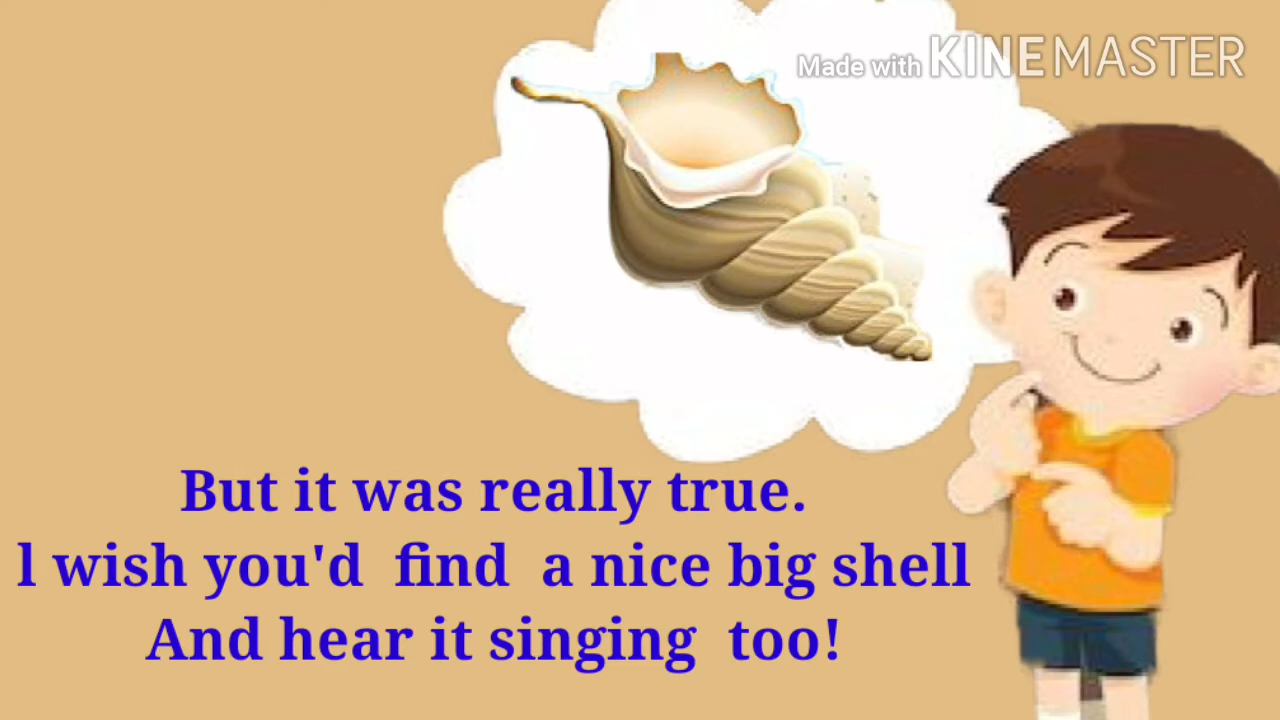 Made with KINEMASTER
But it was really true.
l wish you'd find a nice big shell
And hear it singing too!